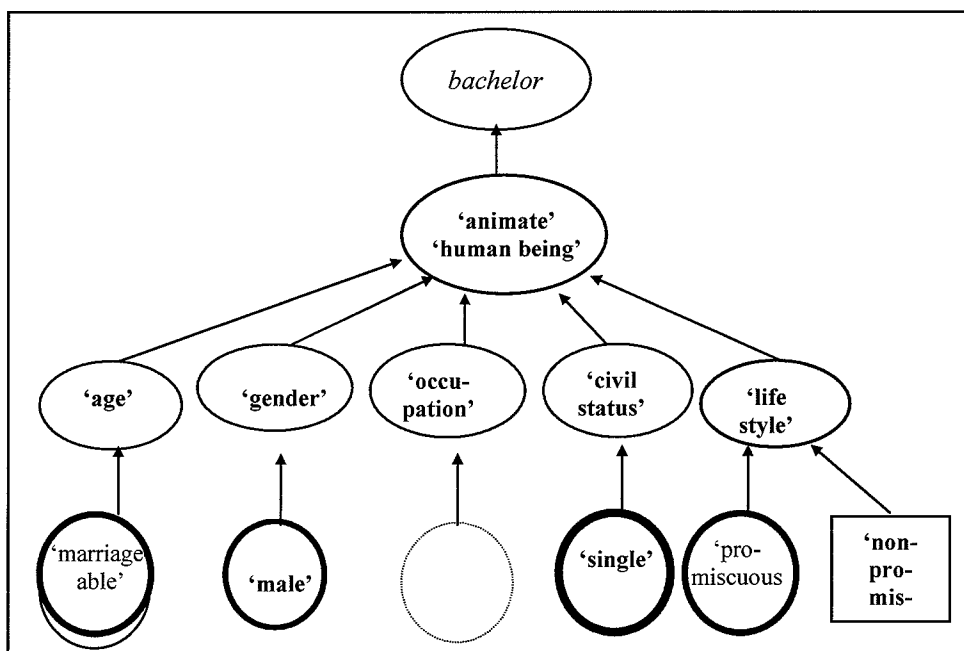 bachelor
‘animate’
‘human being’
‘age’
‘gender’
‘occu-
pation’
‘civil
status’
‘life
style’
‘marriage
able’
‘male’
‘single’
‘pro-
miscuous
‘non-
pro-
mis-